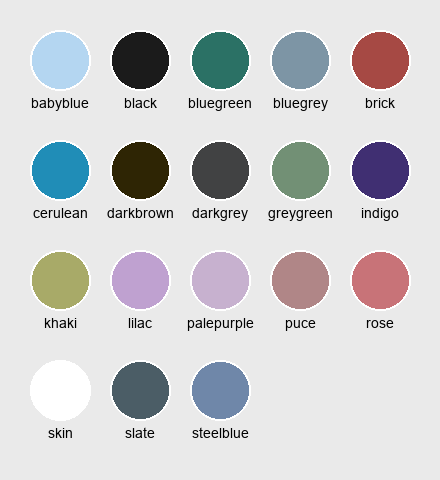 babyblue black bluegreen bluegrey brick
cerulean darkbrown darkgrey greygreen indigo
khaki lilac palepurple puce rose
skin slate steelblue